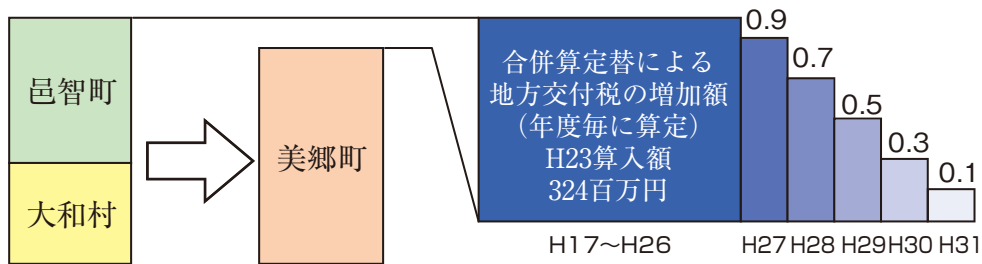 邑智町
大和村
美郷町
合併算定替による
地方交付税の増加額
（年度毎に算定）
H23算入額
324百万円
0.9
0.7
0.5
0.3
0.1
H17～H26
H27
H28
H29
H30
H31